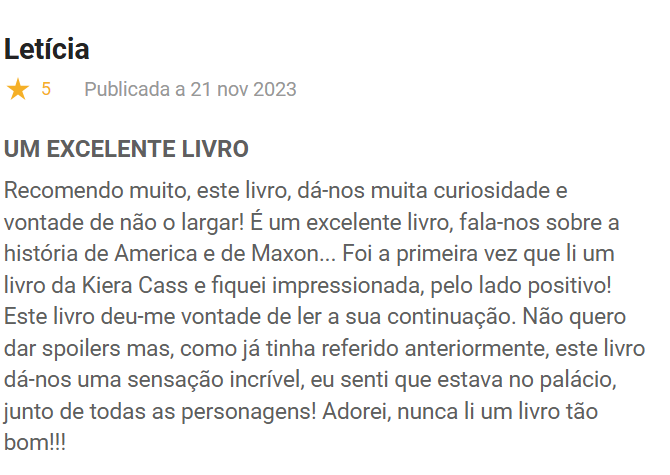 Letícia
★ 5 Publicada a 21 nov 2023
UM EXCELENTE LIVRO
Recomendo muito, este livro, dá-nos muita curiosidade e
vontade de não o largar! É um excelente livro, fala-nos sobre a
história de America e de Maxon... Foi a primeira vez que li um
livro da Kiera Cass e fiquei impressionada, pelo lado positivo!
Este livro deu-me vontade de ler a sua continuação. Não quero
dar spoilers mas, como já tinha referido anteriormente, este livro
dá-nos uma sensação incrível, eu senti que estava no palácio,
junto de todas as personagens! Adorei, nunca li um livro tão
bom!!!